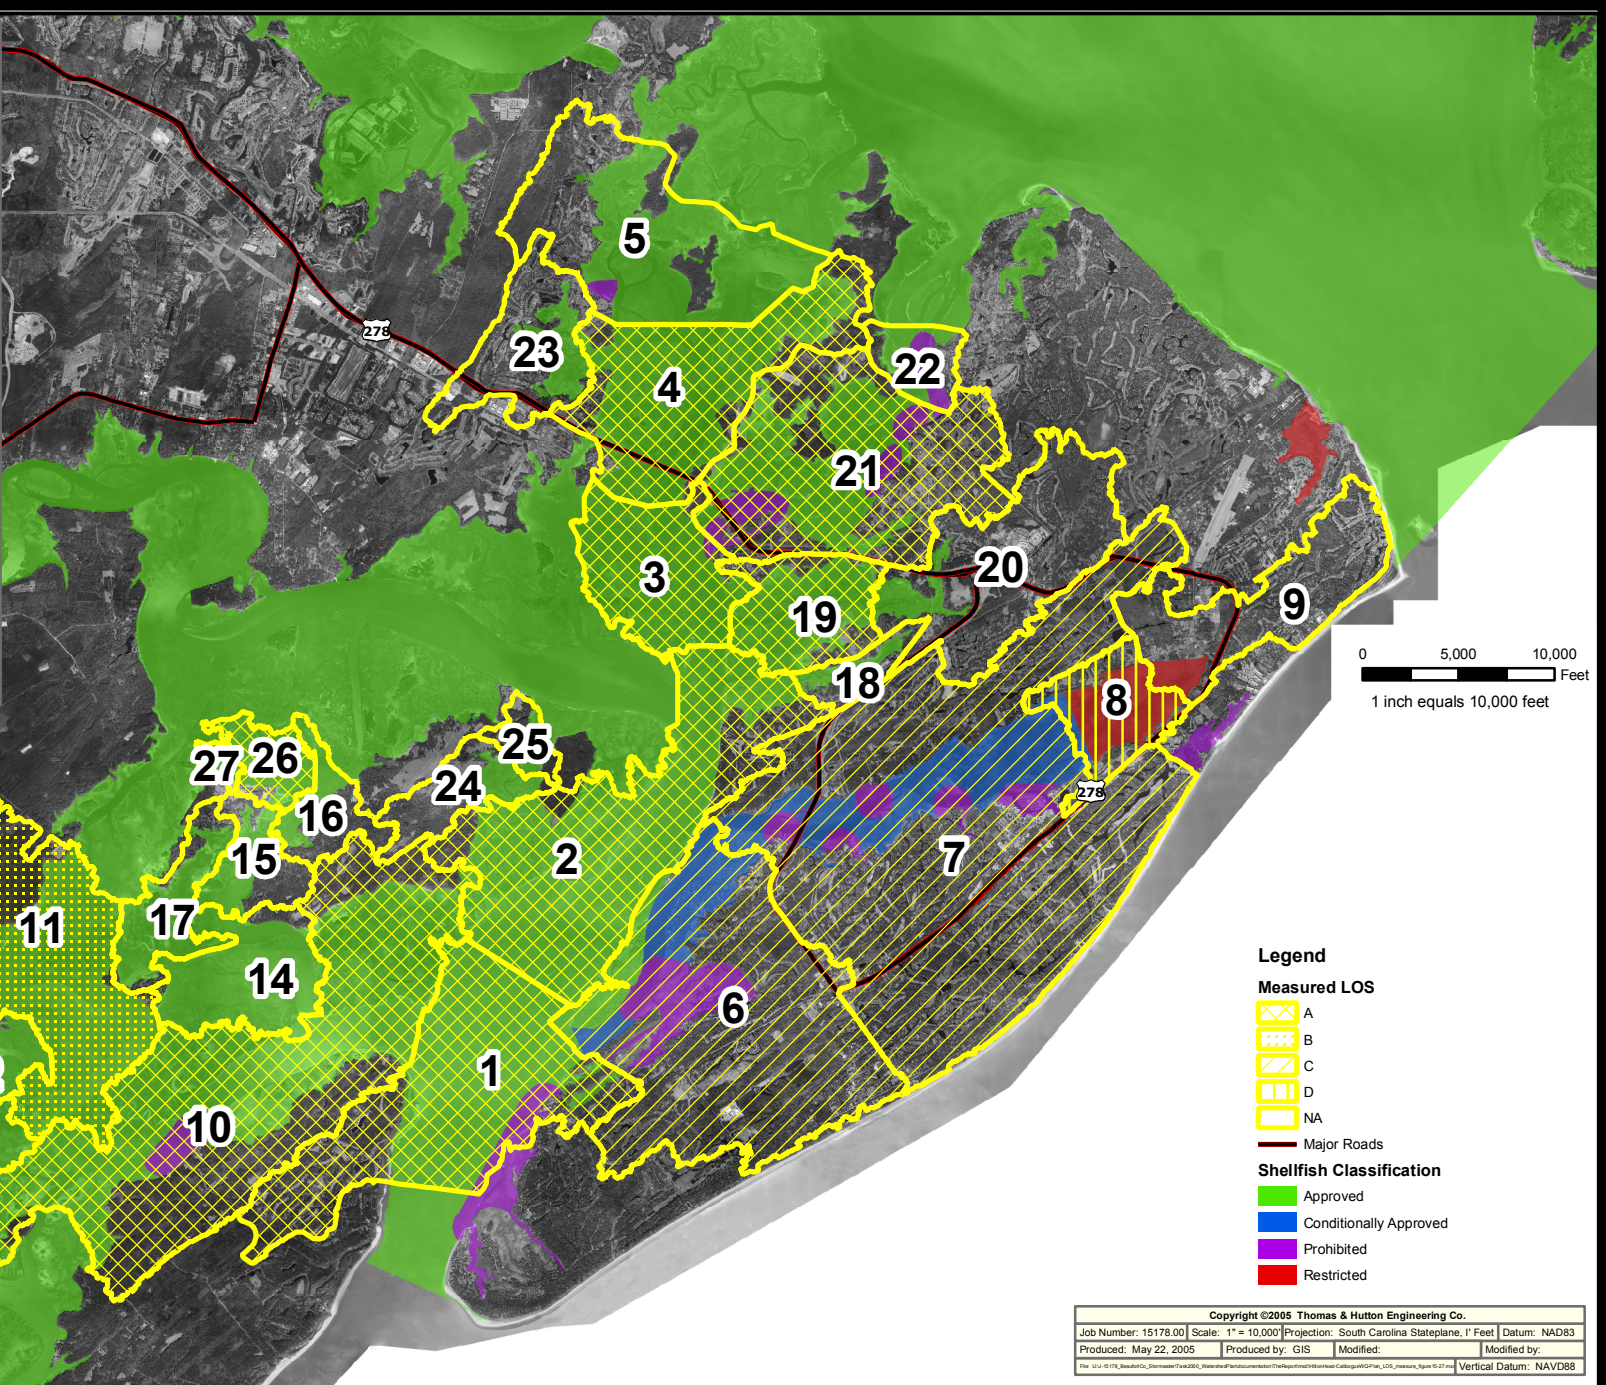 5
278
23
4
22
21
20
3
9
19
0 5,000 10,000
Feet
1 inch equals 10,000 feet
18
8
25
27 26
24
278
16
15
2
7
17
11
14
6
1
10
Legend
Measured LOS
A
B
C
D
NA
Major Roads
Shellfish Classification
Approved
Conditionally Approved
Prohibited
Restricted
Copyright ©2005 Thomas & Hutton Engineering Co.
Job Number: 15178.00 Scale: 1" = 10,000' Projection: South Carolina Stateplane, I' Feet Datum: NAD83
Produced: May 22, 2005 Produced by: GIS Modified: Modified by:
Vertical Datum: NAVD88